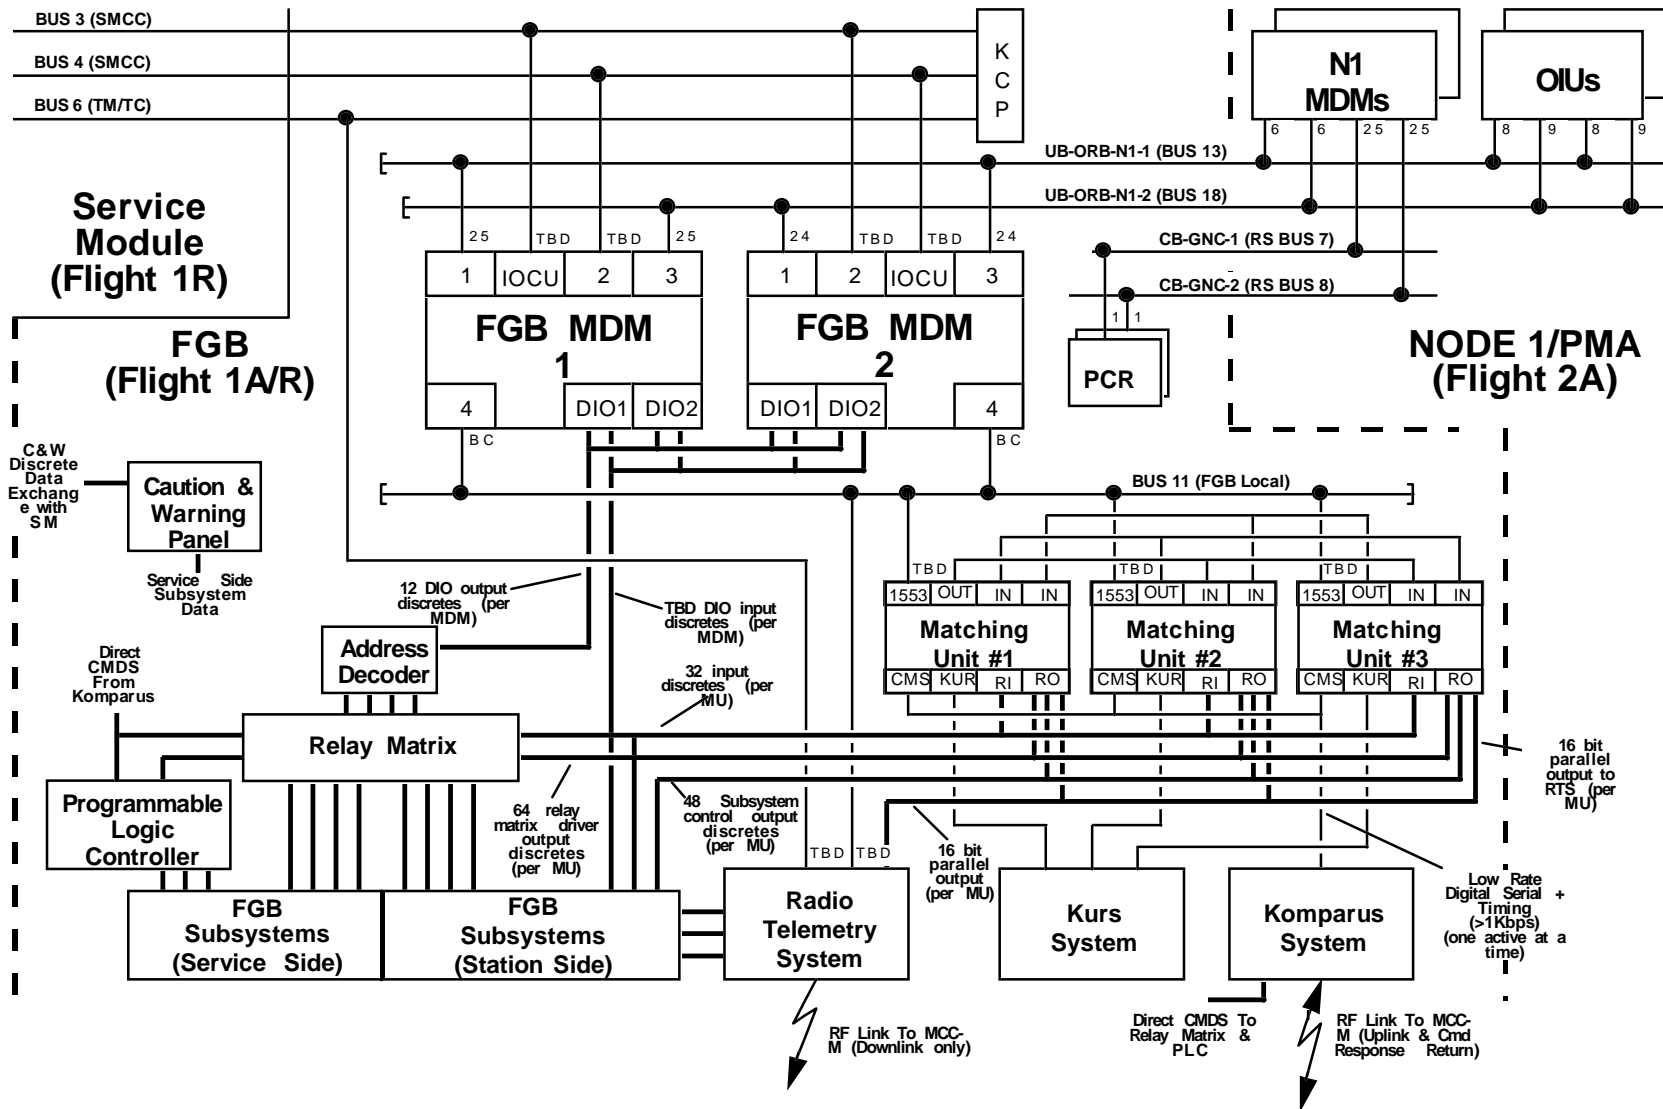 BUS 3 (SMCC)
BUS 4 (SMCC)
BUS 6 (TM/TC)
K
C
P
N1
MDMs
OIUs
6
6
25
25
8
9
8
9
UB-ORB-N1-1 (BUS 13)
UB-ORB-N1-2 (BUS 18)
CB-GNC-1 (RS BUS 7)
CB-GNC-2 (RS BUS 8)
1
1
PCR
Service
Module
(Flight 1R)
FGB
(Flight 1A/R)
NODE 1/PMA
(Flight 2A)
25
TBD
TBD
25
1
IOCU
2
3
FGB MDM
1
4
DIO1
DIO2
BC
24
TBD
TBD
24
1
2
IOCU
3
FGB MDM
2
DIO1
DIO2
4
BC
BUS 11 (FGB Local)
C&W
Discrete
Data
Exchang
e with
SM
Caution &
Warning
Panel
Service Side
Subsystem
Data
12 DIO output
discretes (per
MDM)
TBD DIO input
discretes (per
MDM)
32 input
discretes (per
MU)
Address
Decoder
Direct
CMDS
From
Komparus
Relay Matrix
Programmable
Logic
Controller
TBD
1553
OUT
IN
IN
Matching
Unit #1
CMS
KUR
RI
RO
TBD
1553
OUT
IN
IN
Matching
Unit #2
CMS
KUR
RI
RO
TBD
1553
OUT
IN
IN
Matching
Unit #3
CMS
KUR
RI
RO
64 relay
matrix driver
output
discretes
(per MU)
48 Subsystem
control output
discretes
(per MU)
16 bit
parallel
output
(per MU)
16 bit
parallel
output to
RTS (per
MU)
TBD
TBD
FGB
Subsystems
(Service Side)
FGB
Subsystems
(Station Side)
Radio
Telemetry
System
Kurs
System
Komparus
System
Low Rate
Digital Serial +
Timing
(>1Kbps)
(one active at a
time)
RF Link To MCC-
M (Downlink only)
Direct CMDS To
Relay Matrix &
PLC
RF Link To MCC-
M (Uplink & Cmd
Response Return)